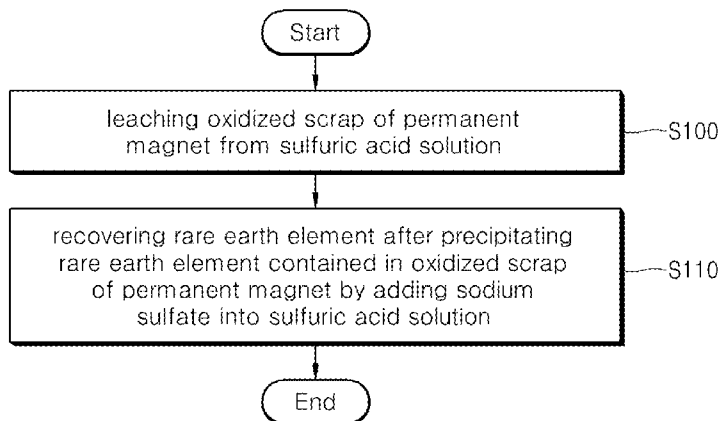 Start
leaching oxidized scrap of permanent
magnet from sulfuric acid solution
S100
recovering rare earth element after precipitating
rare earth element contained in oxidized scrap
of permanent magnet by adding sodium
sulfate into sulfuric acid solution
S110
End